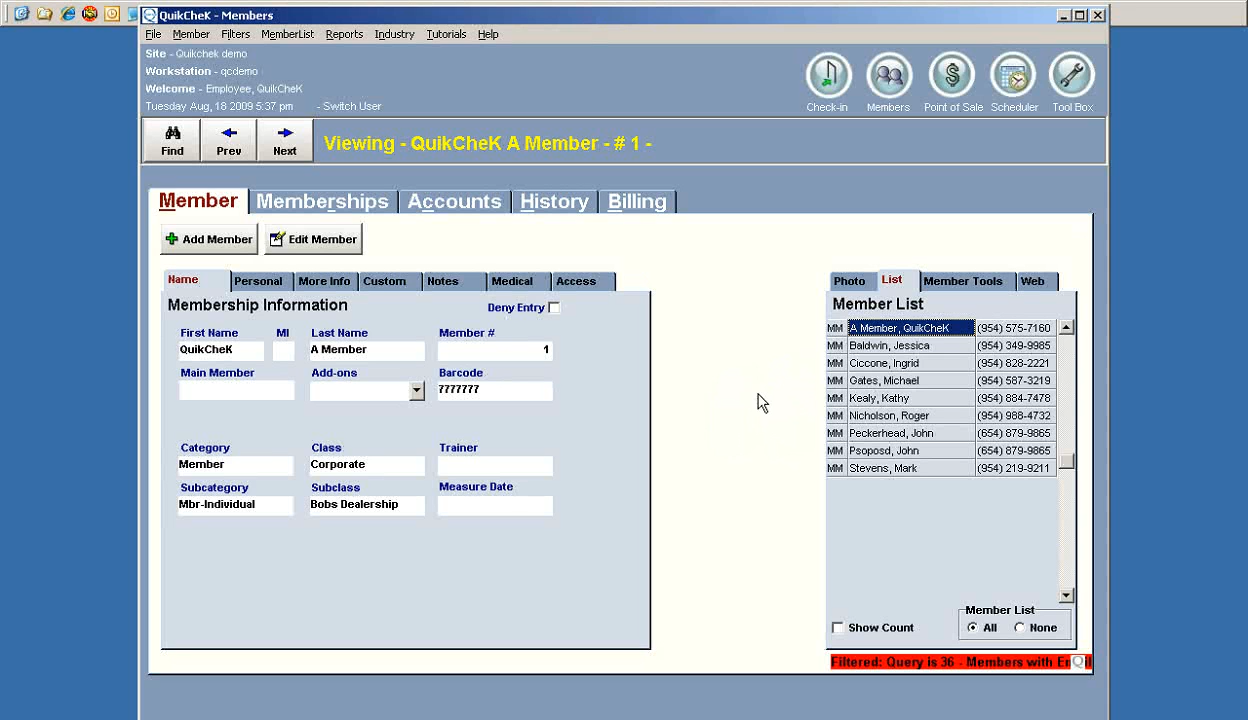 QuikCheK - Members
File Member Filters MemberList Reports Industry Tutorials Help
Site - Quikchek demo
Workstation - qcdemo
Welcome - Employee, QuikCheK
Tuesday Aug, 18 2009 5:37 pm - Switch User
Check-in Members Point of Sale Scheduler Tool Box
Find Prev Next
Viewing - QuikCheK A Member - # 1 -
Member Memberships Accounts History Billing
Add Member Edit Member
Name Personal More Info Custom Notes Medical Access
Membership Information
Deny Entry
First Name MI Last Name Member #
QuikCheK A Member 1
Main Member Add-ons Barcode
7777777
Category Class Trainer
Member Corporate
Subcategory Subclass Measure Date
Mbr-Individual Bobs Dealership
Photo List Member Tools Web
Member List
MM A Member, QuikCheK (954) 575-7160
MM Baldwin, Jessica (954) 349-9985
MM Ciccone, Ingrid (954) 828-2221
MM Gates, Michael (954) 587-3219
MM Kealy, Kathy (954) 884-7478
MM Nicholson, Roger (954) 988-4732
MM Peckerhead, John (654) 879-9865
MM Psoposd, John (654) 879-9865
MM Stevens, Mark (954) 219-9211
Member List
Show Count All None
Filtered: Query is 36 - Members with